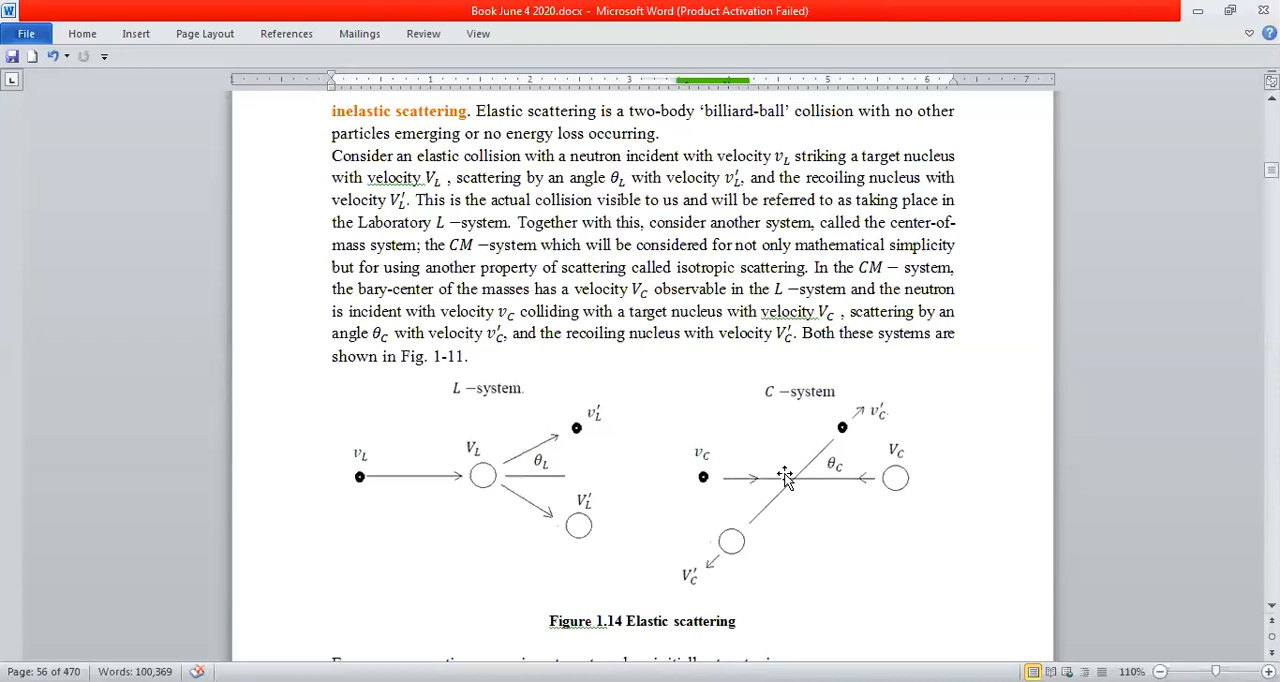 Book June 4 2020.docx - Microsoft Word (Product Activation Failed)
File Home Insert Page Layout References Mailings Review View
1 1 2 3 5 6 7
inelastic scattering. Elastic scattering is a two-body ‘billiard-ball’ collision with no other
particles emerging or no energy loss occurring.
Consider an elastic collision with a neutron incident with velocity v_L striking a target nucleus
with velocity V_L , scattering by an angle θ_L with velocity v′_L, and the recoiling nucleus with
velocity V′_L. This is the actual collision visible to us and will be referred to as taking place in
the Laboratory L −system. Together with this, consider another system, called the center-of-
mass system; the CM −system which will be considered for not only mathematical simplicity
but for using another property of scattering called isotropic scattering. In the CM − system,
the bary-center of the masses has a velocity V_C observable in the L −system and the neutron
is incident with velocity v_C colliding with a target nucleus with velocity V_C , scattering by an
angle θ_C with velocity v′_C, and the recoiling nucleus with velocity V′_C. Both these systems are
shown in Fig. 1-11.
L −system.
C −system
v_L
V_L
θ_L
v′_L
V′_L
v_C
θ_C
v′_C
V_C
V′_C
Figure 1.14 Elastic scattering
Page: 56 of 470 Words: 100,369 110%